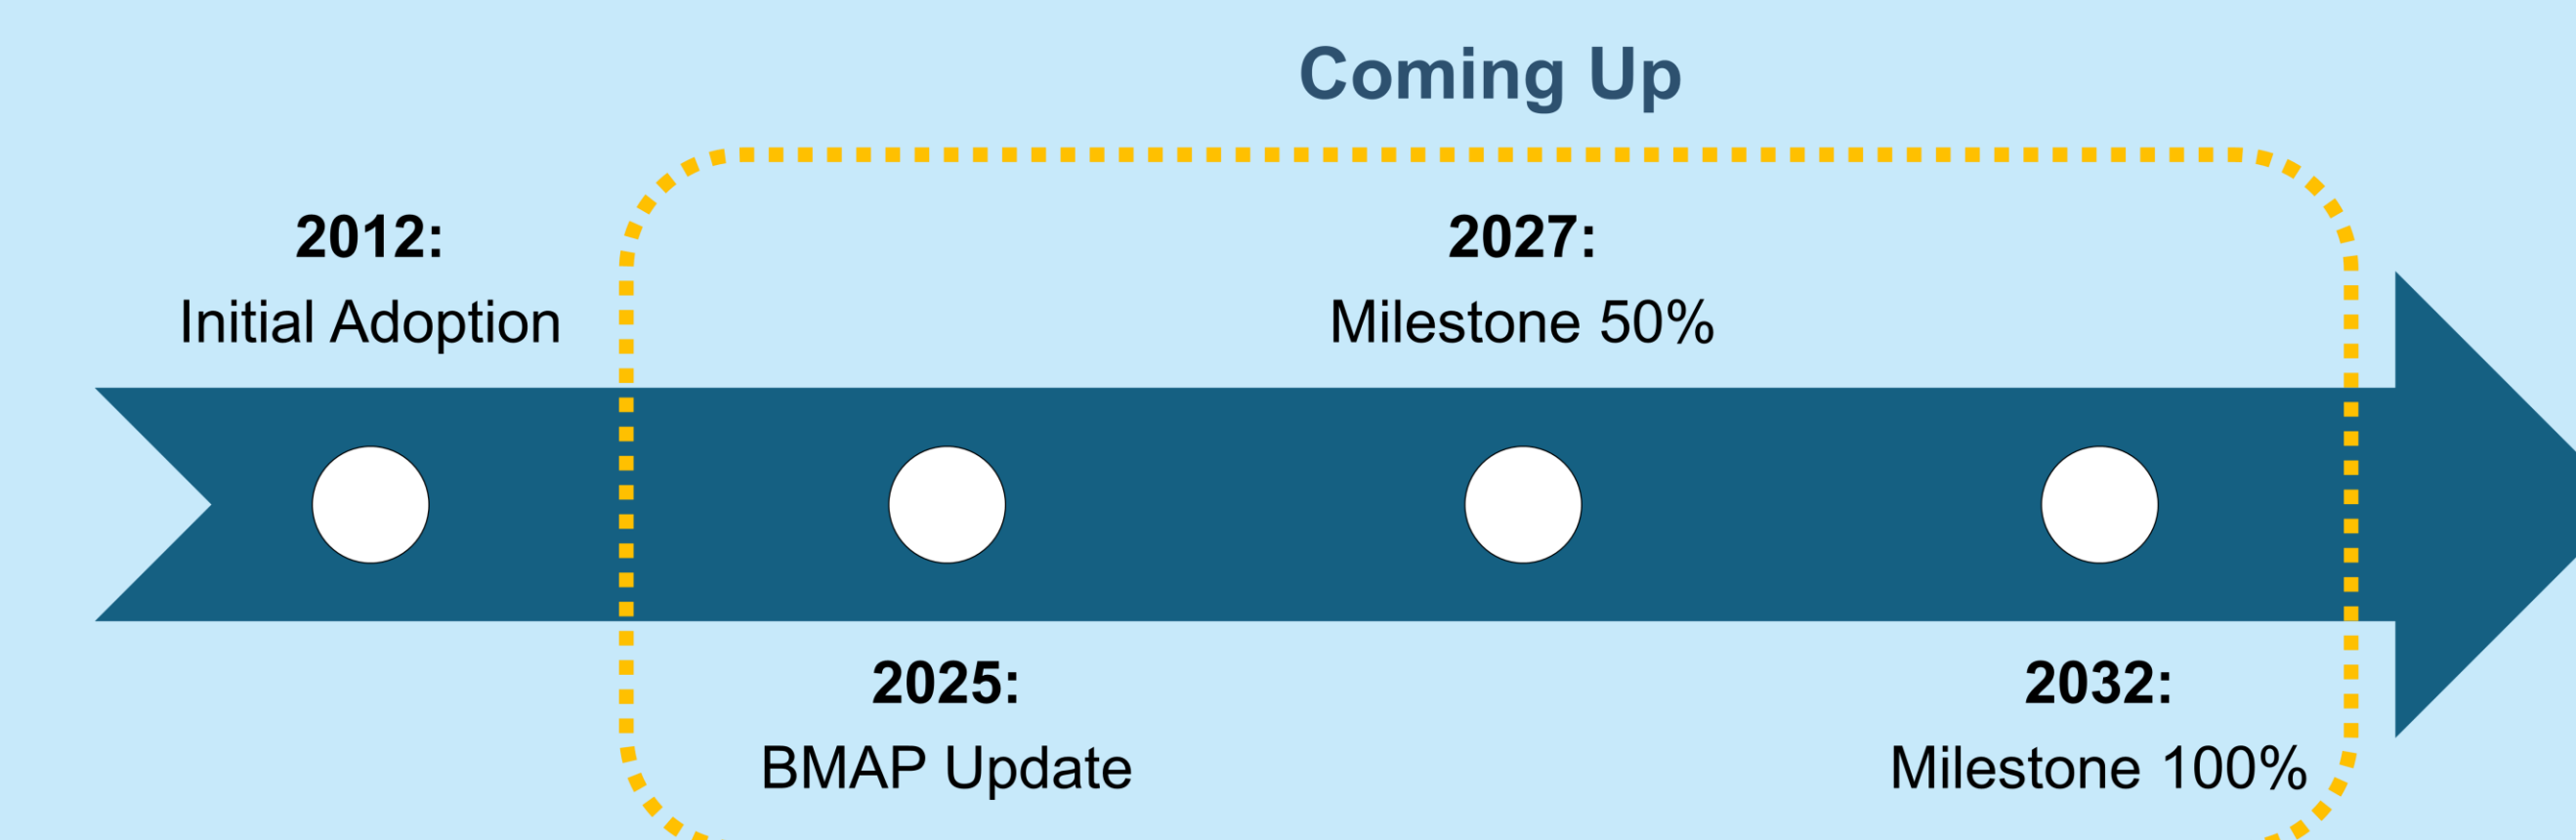 Coming Up
2012:
Initial Adoption
2027:
Milestone 50%
2025:
BMAP Update
2032:
Milestone 100%